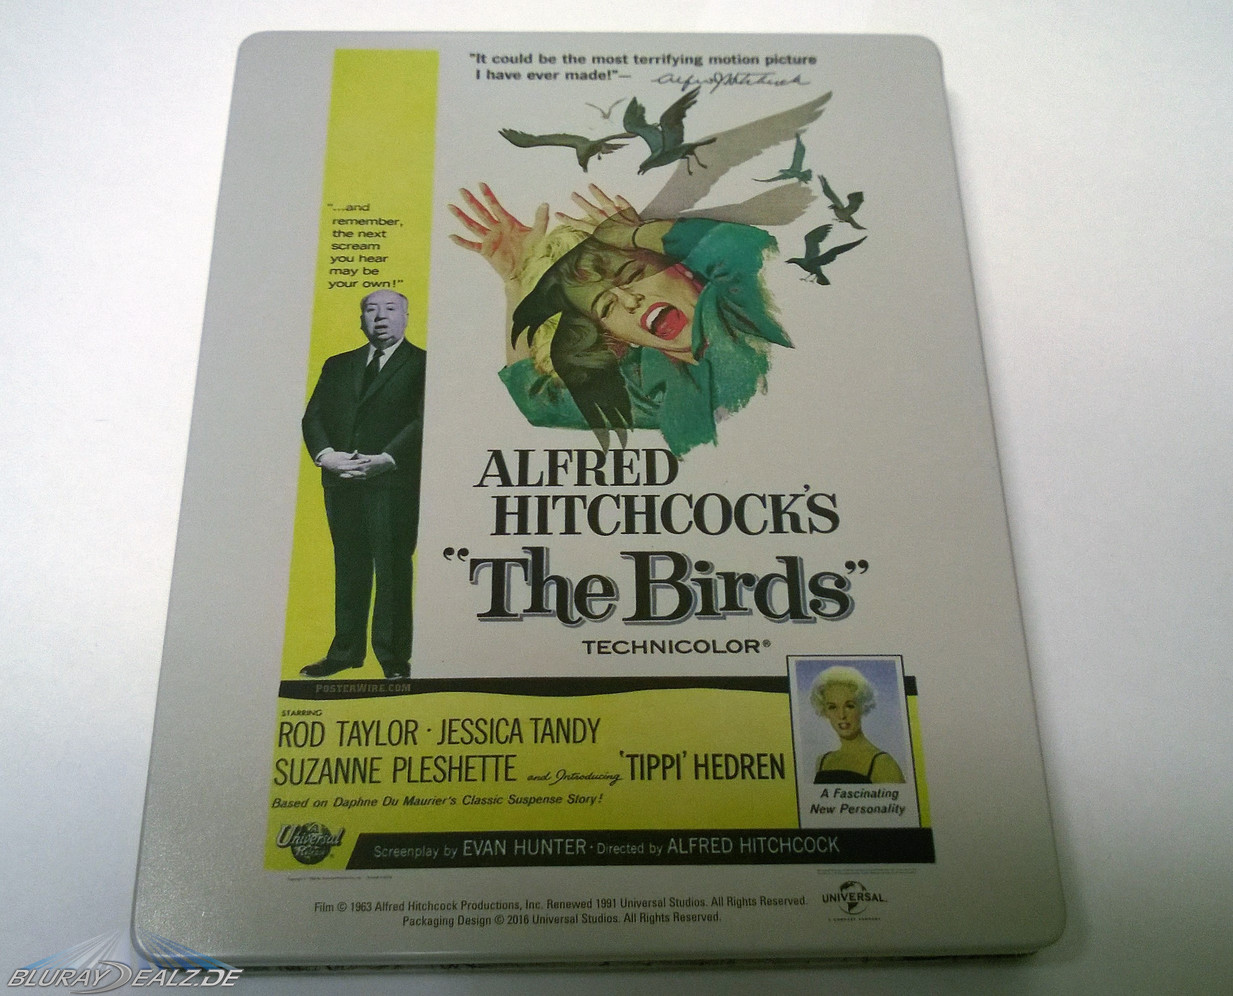 "It could be the most terrifying motion picture
I have ever made!"— Alfred J Hitchcock
"...and
remember,
the next
scream
you hear
may be
your own!"
ALFRED
HITCHCOCK'S
"The Birds"
TECHNICOLOR®
POSTERWIRE.COM
STARRING
ROD TAYLOR · JESSICA TANDY
SUZANNE PLESHETTE and Introducing 'TIPPI' HEDREN
Based on Daphne Du Maurier's Classic Suspense Story!
A Fascinating
New Personality
Universal
Screenplay by EVAN HUNTER · Directed by ALFRED HITCHCOCK
Film © 1963 Alfred Hitchcock Productions, Inc. Renewed 1991 Universal Studios. All Rights Reserved.
Packaging Design © 2016 Universal Studios. All Rights Reserved.
UNIVERSAL
BLURAYDEALZ.DE